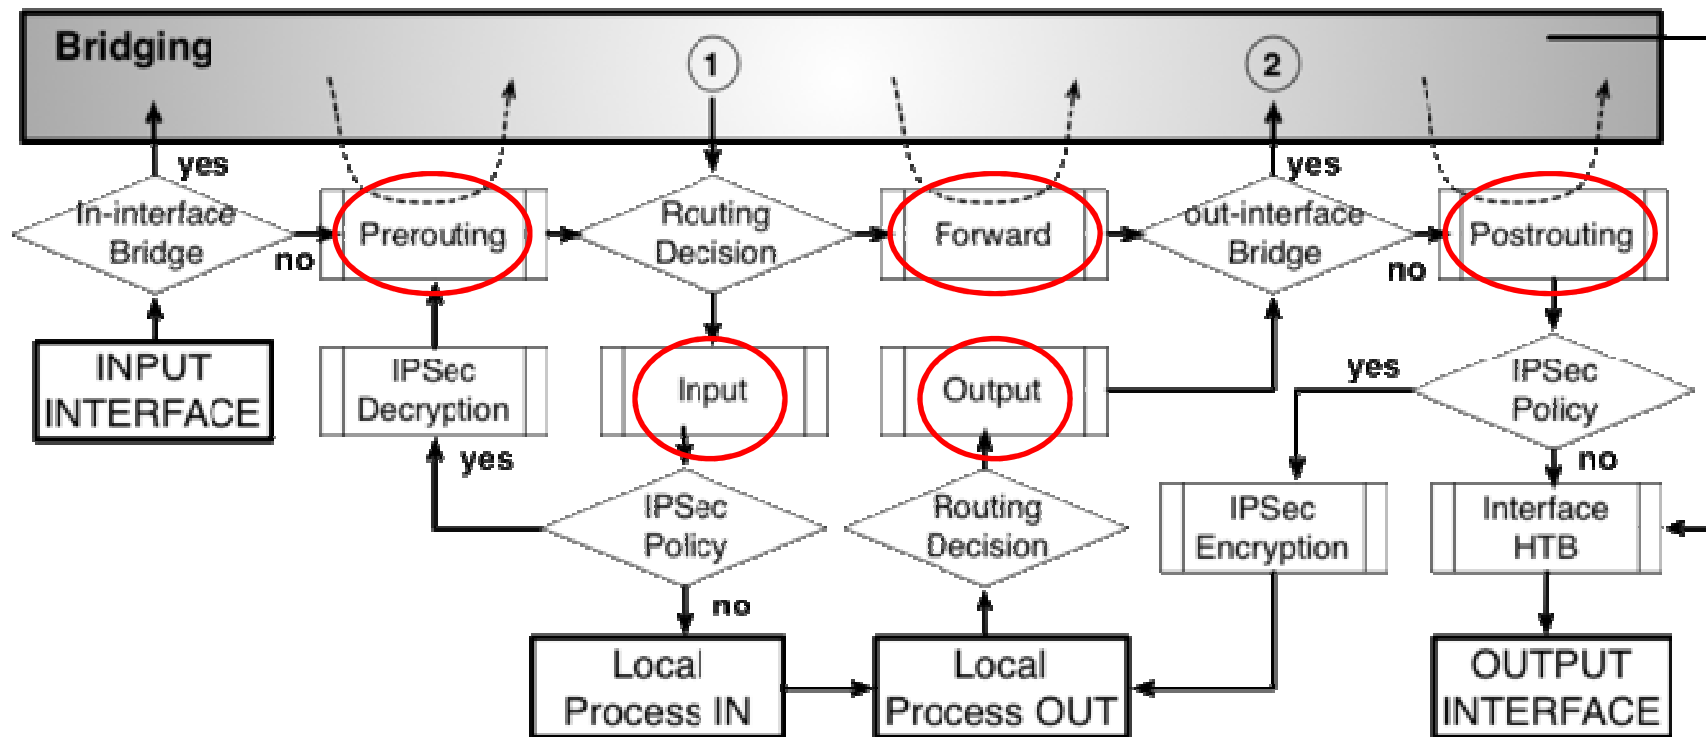 Bridging
1
2
yes
yes
In-interface
Bridge
no
Prerouting
Routing
Decision
Forward
out-interface
Bridge
no
Postrouting
INPUT
INTERFACE
IPSec
Decryption
Input
Output
yes
IPSec
Policy
yes
no
IPSec
Policy
Routing
Decision
IPSec
Encryption
Interface
HTB
no
Local
Process IN
Local
Process OUT
OUTPUT
INTERFACE